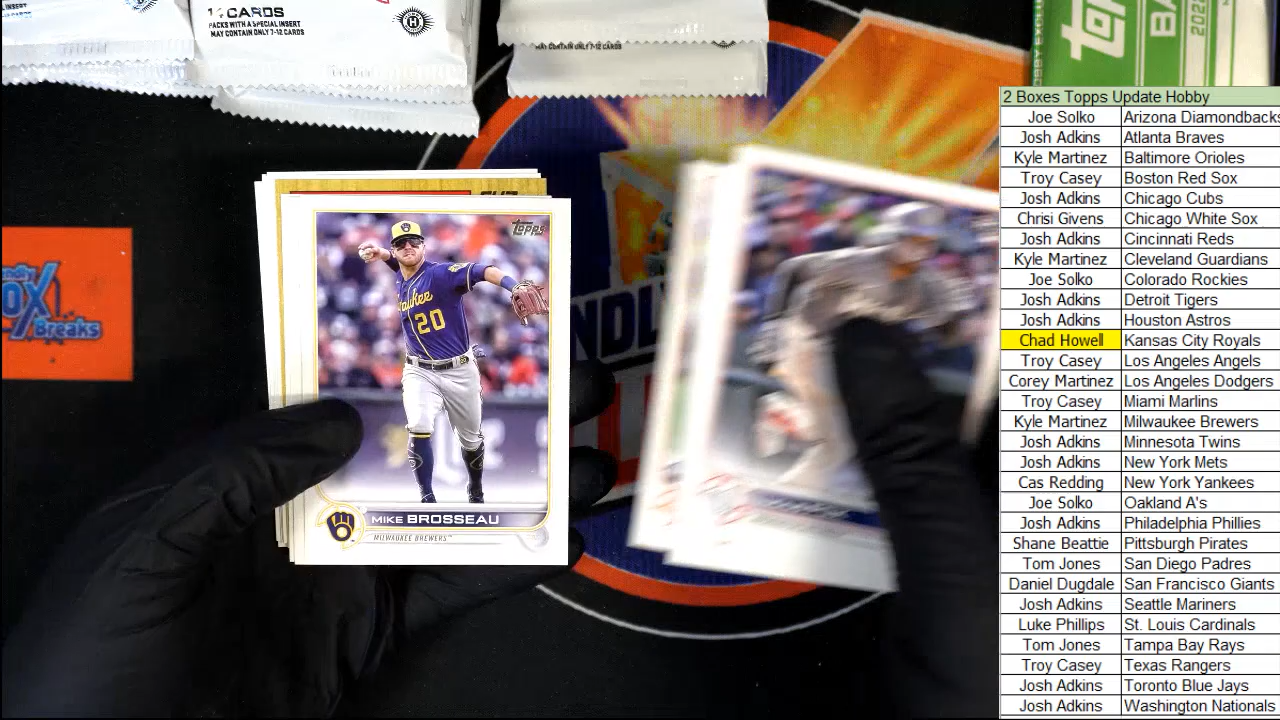 14 CARDS
PACKS WITH A SPECIAL INSERT
MAY CONTAIN ONLY 7-12 CARDS
MAY CONTAIN ONLY 7-12 CARDS
topps
BA
2022
OX
Breaks
Topps
20
MIKE BROSSEAU
MILWAUKEE BREWERS™
2 Boxes Topps Update Hobby
Joe Solko Arizona Diamondbacks
Josh Adkins Atlanta Braves
Kyle Martinez Baltimore Orioles
Troy Casey Boston Red Sox
Josh Adkins Chicago Cubs
Chrisi Givens Chicago White Sox
Josh Adkins Cincinnati Reds
Kyle Martinez Cleveland Guardians
Joe Solko Colorado Rockies
Josh Adkins Detroit Tigers
Josh Adkins Houston Astros
Chad Howell Kansas City Royals
Troy Casey Los Angeles Angels
Corey Martinez Los Angeles Dodgers
Troy Casey Miami Marlins
Kyle Martinez Milwaukee Brewers
Josh Adkins Minnesota Twins
Josh Adkins New York Mets
Cas Redding New York Yankees
Joe Solko Oakland A's
Josh Adkins Philadelphia Phillies
Shane Beattie Pittsburgh Pirates
Tom Jones San Diego Padres
Daniel Dugdale San Francisco Giants
Josh Adkins Seattle Mariners
Luke Phillips St. Louis Cardinals
Tom Jones Tampa Bay Rays
Troy Casey Texas Rangers
Josh Adkins Toronto Blue Jays
Josh Adkins Washington Nationals